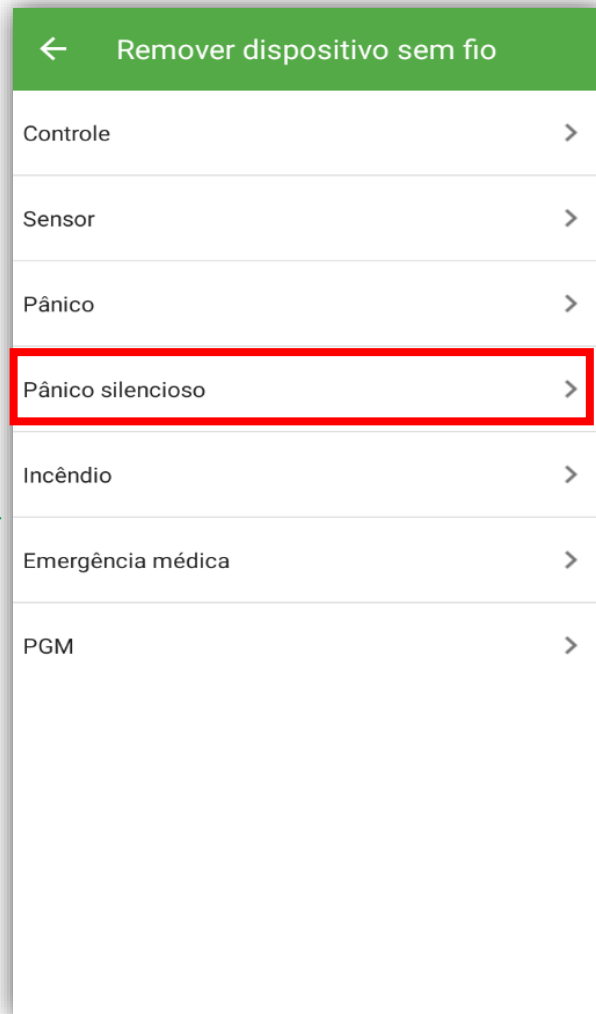 Remover dispositivo sem fio
Controle
Sensor
Pânico
Pânico silencioso
Incêndio
Emergência médica
PGM